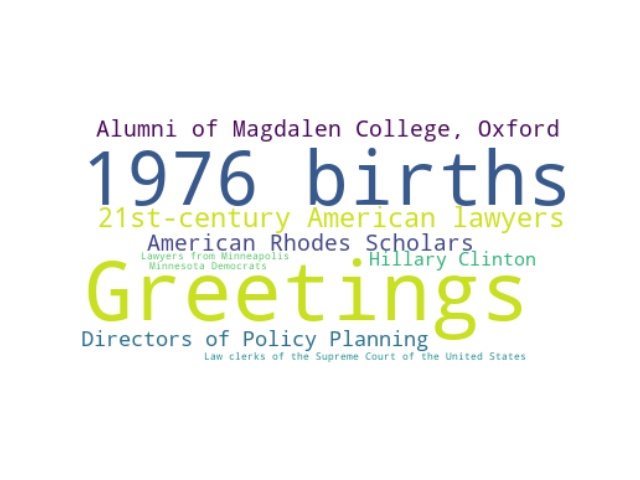 Alumni of Magdalen College, Oxford
1976 births
21st-century American lawyers
American Rhodes Scholars
Lawyers from Minneapolis
Hillary Clinton
Minnesota Democrats
Greetings
Directors of Policy Planning
Law clerks of the Supreme Court of the United States